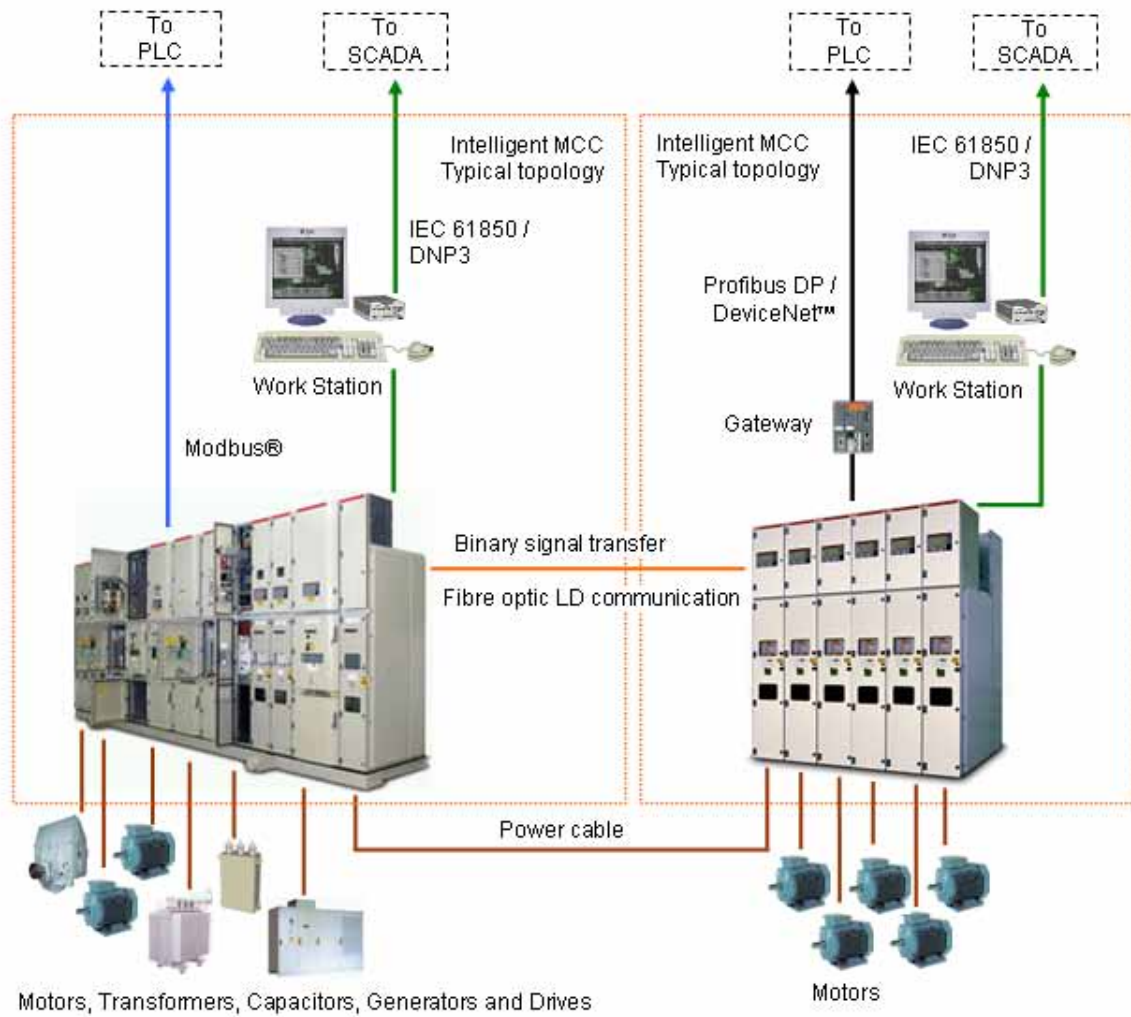 To
PLC
To
SCADA
To
PLC
To
SCADA
Intelligent MCC
Typical topology
IEC 61850 /
DNP3
Work Station
Modbus®
Intelligent MCC
Typical topology
IEC 61850 /
DNP3
Profibus DP /
DeviceNet™
Work Station
Gateway
Binary signal transfer
Fibre optic LD communication
Power cable
Motors, Transformers, Capacitors, Generators and Drives
Motors